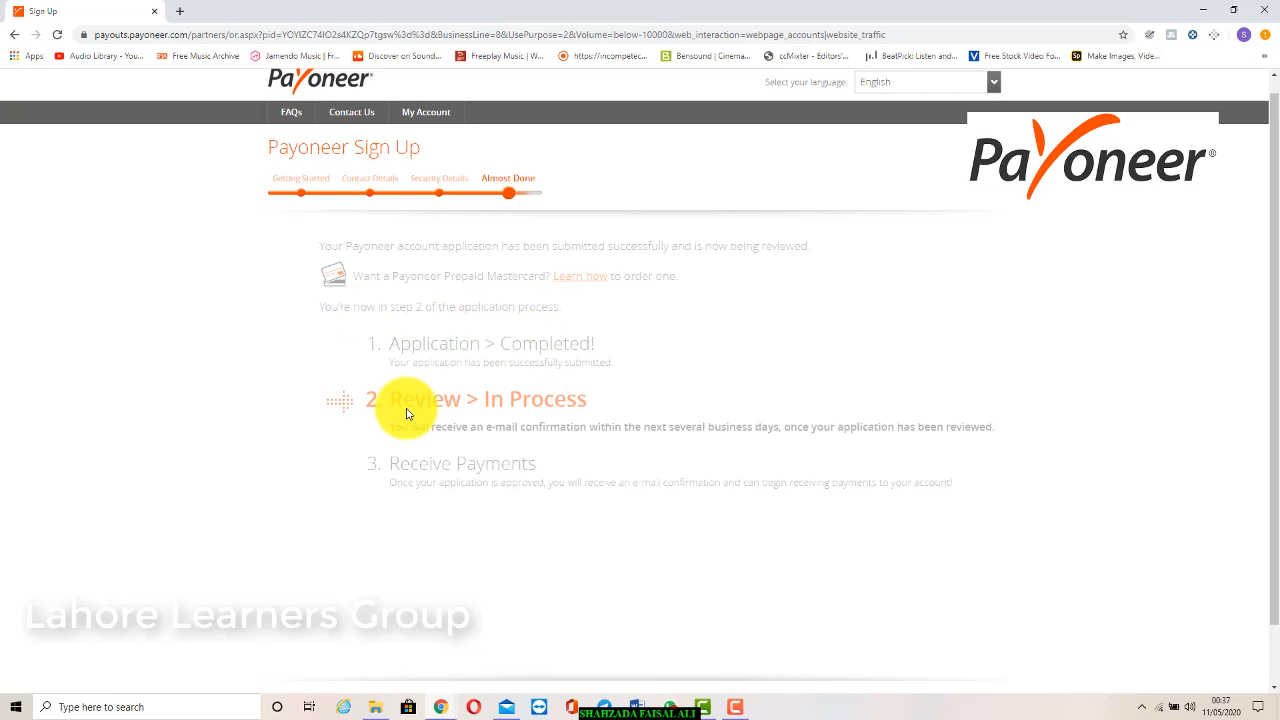 Sign Up
payouts.payoneer.com/partners/or.aspx?pid=YOYIZC74IO2s4KZQp7tgsw%3d%3d&BusinessLine=8&UsePurpose=2&Volume=below-10000&web_interaction=webpage_accounts|website_traffic
S
Apps
Audio Library - You...
Free Music Archive
Jamendo Music | Fr...
Discover on Discord
Freeplay Music | W...
https://incompetec...
Bensound | Cinema...
ccMixter - Editors'...
BeatPick: Listen and...
Free Stock Video Fo...
Sp Make Images, Vide...
Payoneer®
Select your language:
English
FAQs
Contact Us
My Account
Payoneer®
Payoneer Sign Up
Getting Started
Contact Details
Security Details
Almost Done
Your Payoneer account application has been submitted successfully and is now being reviewed.
Want a Payoneer Prepaid Mastercard? Learn how to order one.
You're now in step 2 of the application process.
1. Application > Completed!
Your application has been successfully submitted.
2. Review > In Process
You will receive an e-mail confirmation within the next several business days, once your application has been reviewed.
3. Receive Payments
Once your application is approved, you will receive an e-mail confirmation and can begin receiving payments to your account!
Lahore Learners Group
Type here to search
SHAHZADA FAISAL ALI
00:37
11/05/2020